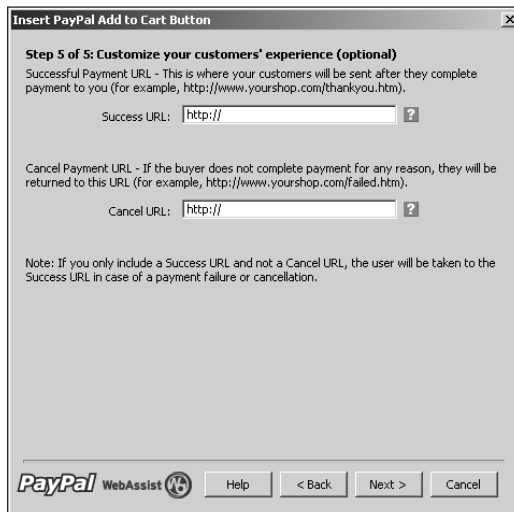 Insert PayPal Add to Cart Button
Step 5 of 5: Customize your customers' experience (optional)
Successful Payment URL - This is where your customers will be sent after they complete
payment to you (for example, http://www.yourshop.com/thankyou.htm).
Success URL: http:// ?
Cancel Payment URL - If the buyer does not complete payment for any reason, they will be
returned to this URL (for example, http://www.yourshop.com/failed.htm).
Cancel URL: http:// ?
Note: If you only include a Success URL and not a Cancel URL, the user will be taken to the
Success URL in case of a payment failure or cancellation.
PayPal WebAssist Help < Back Next > Cancel